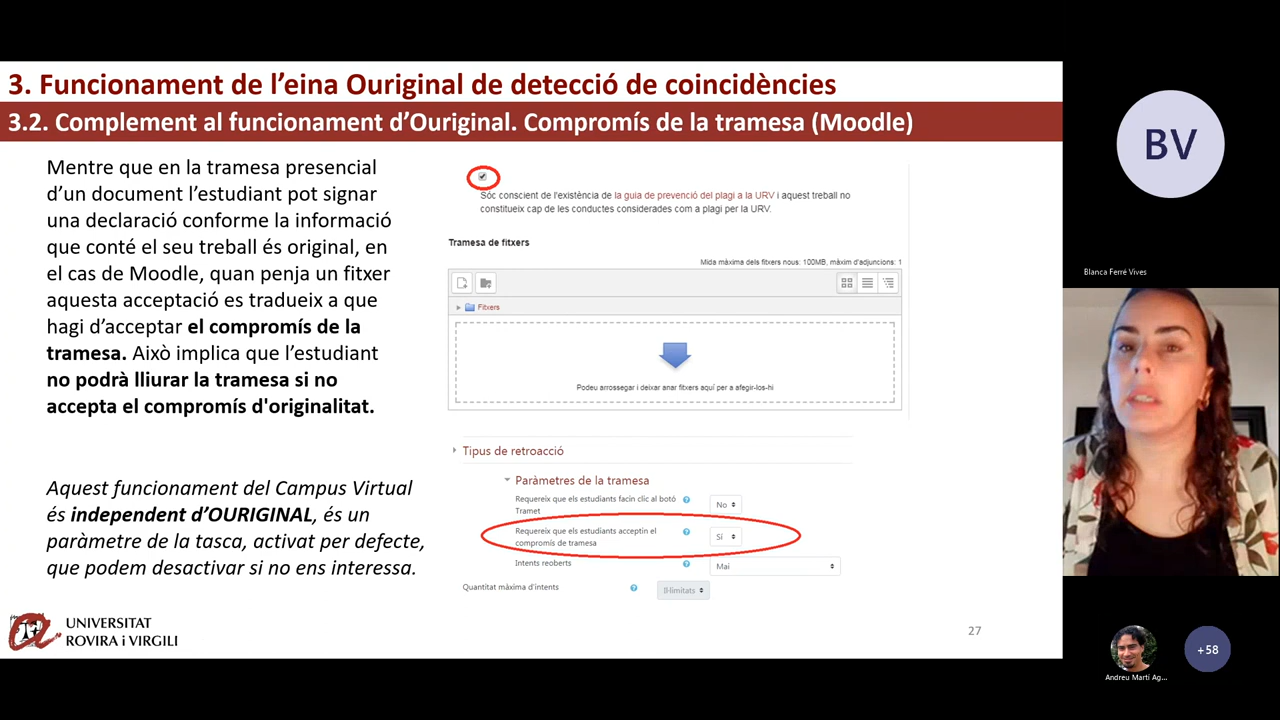 3. Funcionament de l’eina Ouriginal de detecció de coincidències
3.2. Complement al funcionament d’Ouriginal. Compromís de la tramesa (Moodle)
Mentre que en la tramesa presencial
d’un document l’estudiant pot signar
una declaració conforme la informació
que conté el seu treball és original, en
el cas de Moodle, quan penja un fitxer
aquesta acceptació es tradueix a que
hagi d’acceptar el compromís de la
tramesa. Això implica que l’estudiant
no podrà lliurar la tramesa si no
accepta el compromís d'originalitat.
Aquest funcionament del Campus Virtual
és independent d’OURIGINAL, és un
paràmetre de la tasca, activat per defecte,
que podem desactivar si no ens interessa.
UNIVERSITAT
ROVIRA i VIRGILI
Sóc conscient de l'existència de la guia de prevenció del plagi a la URV i aquest treball no
constitueix cap de les conductes considerades com a plagi per la URV.
Tramesa de fitxers
Mida màxima dels fitxers nous: 100MB, màxim d'adjuncions: 1
Fitxers
Podeu arrossegar i deixar anar fitxers aquí per a afegir-los-hi
Tipus de retroacció
Paràmetres de la tramesa
Requereix que els estudiants facin clic al botó
Tramet
No
Requereix que els estudiants acceptin el
compromís de tramesa
Sí
Intents reoberts
Mai
Quantitat màxima d'intents
Il·limitats
27
BV
Blanca Ferré Vives
Andreu Martí Ag...
+58